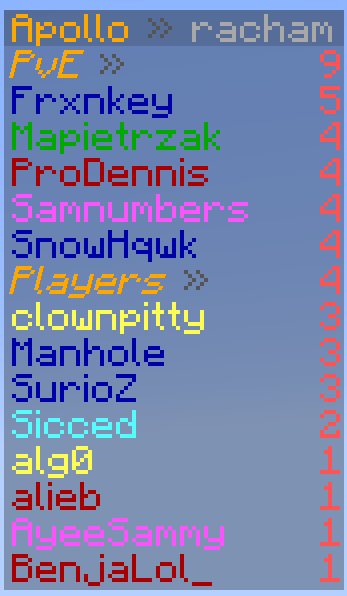 Apollo » racham
PvE » 9
Frxnkey 5
Mapietrzak 4
ProDennis 4
Samnumbers 4
SnowHqwk 4
Players » 4
clownpitty 3
Manhole 3
SurioZ 3
Sicced 2
alg0 1
alieb 1
AyeeSammy 1
BenjaLol_ 1